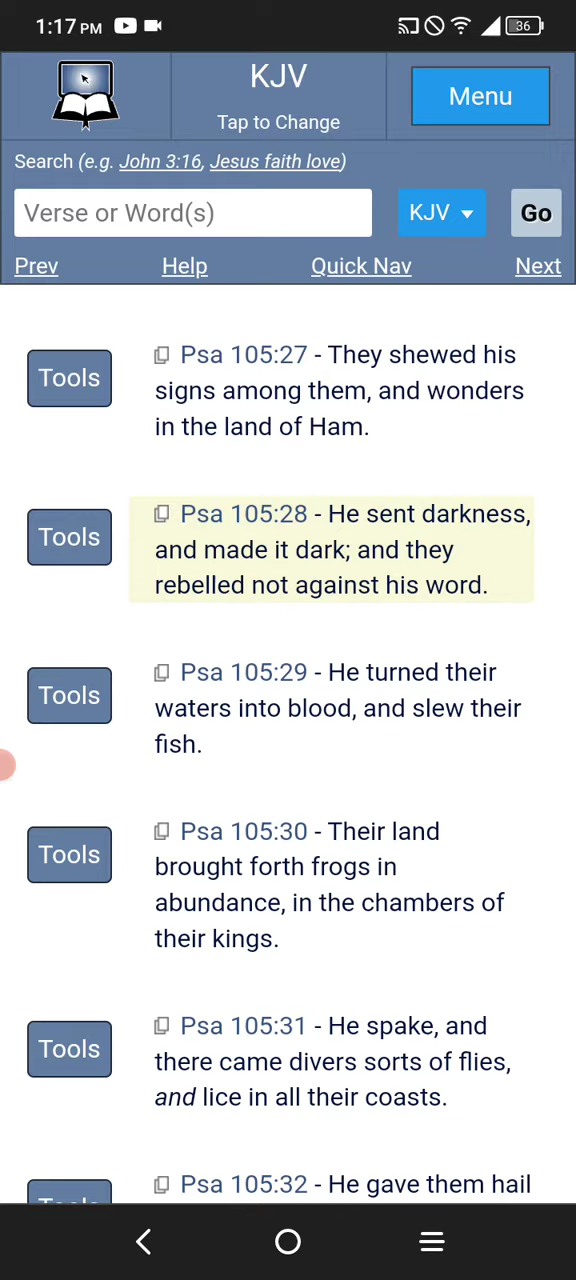 1:17 PM
36
KJV
Tap to Change
Menu
Search (e.g. John 3:16, Jesus faith love)
Verse or Word(s)
KJV
Go
Prev
Help
Quick Nav
Next
Tools
Psa 105:27 - They shewed his
signs among them, and wonders
in the land of Ham.
Tools
Psa 105:28 - He sent darkness,
and made it dark; and they
rebelled not against his word.
Tools
Psa 105:29 - He turned their
waters into blood, and slew their
fish.
Tools
Psa 105:30 - Their land
brought forth frogs in
abundance, in the chambers of
their kings.
Tools
Psa 105:31 - He spake, and
there came divers sorts of flies,
and lice in all their coasts.
Tools
Psa 105:32 - He gave them hail